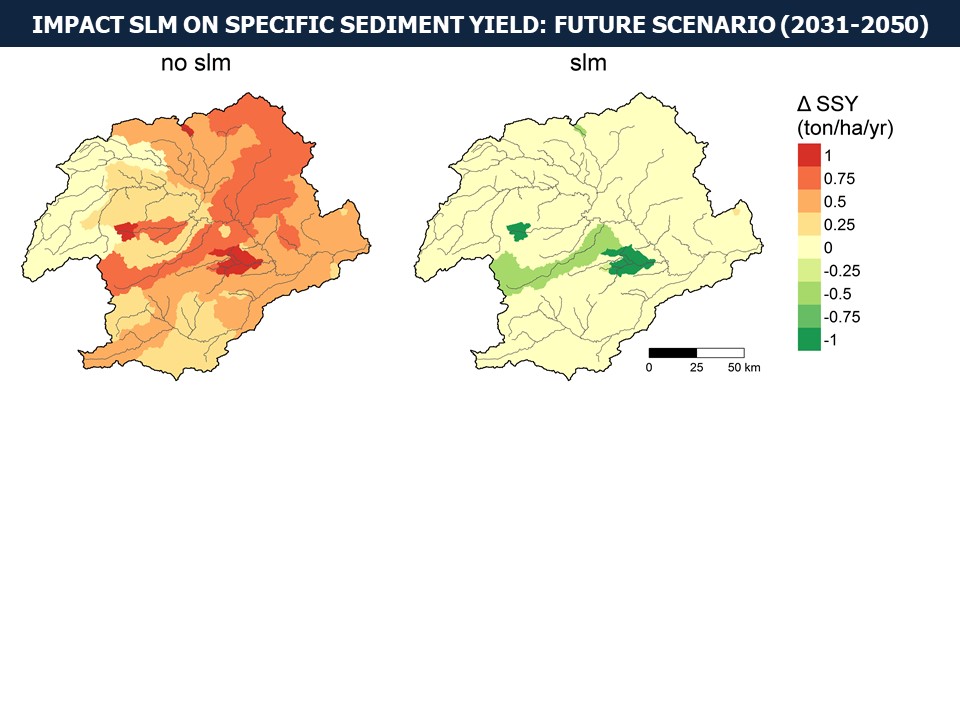 IMPACT SLM ON SPECIFIC SEDIMENT YIELD: FUTURE SCENARIO (2031-2050)
no slm
slm
Δ SSY
(ton/ha/yr)
1
0.75
0.5
0.25
0
-0.25
-0.5
-0.75
-1
0 25 50 km